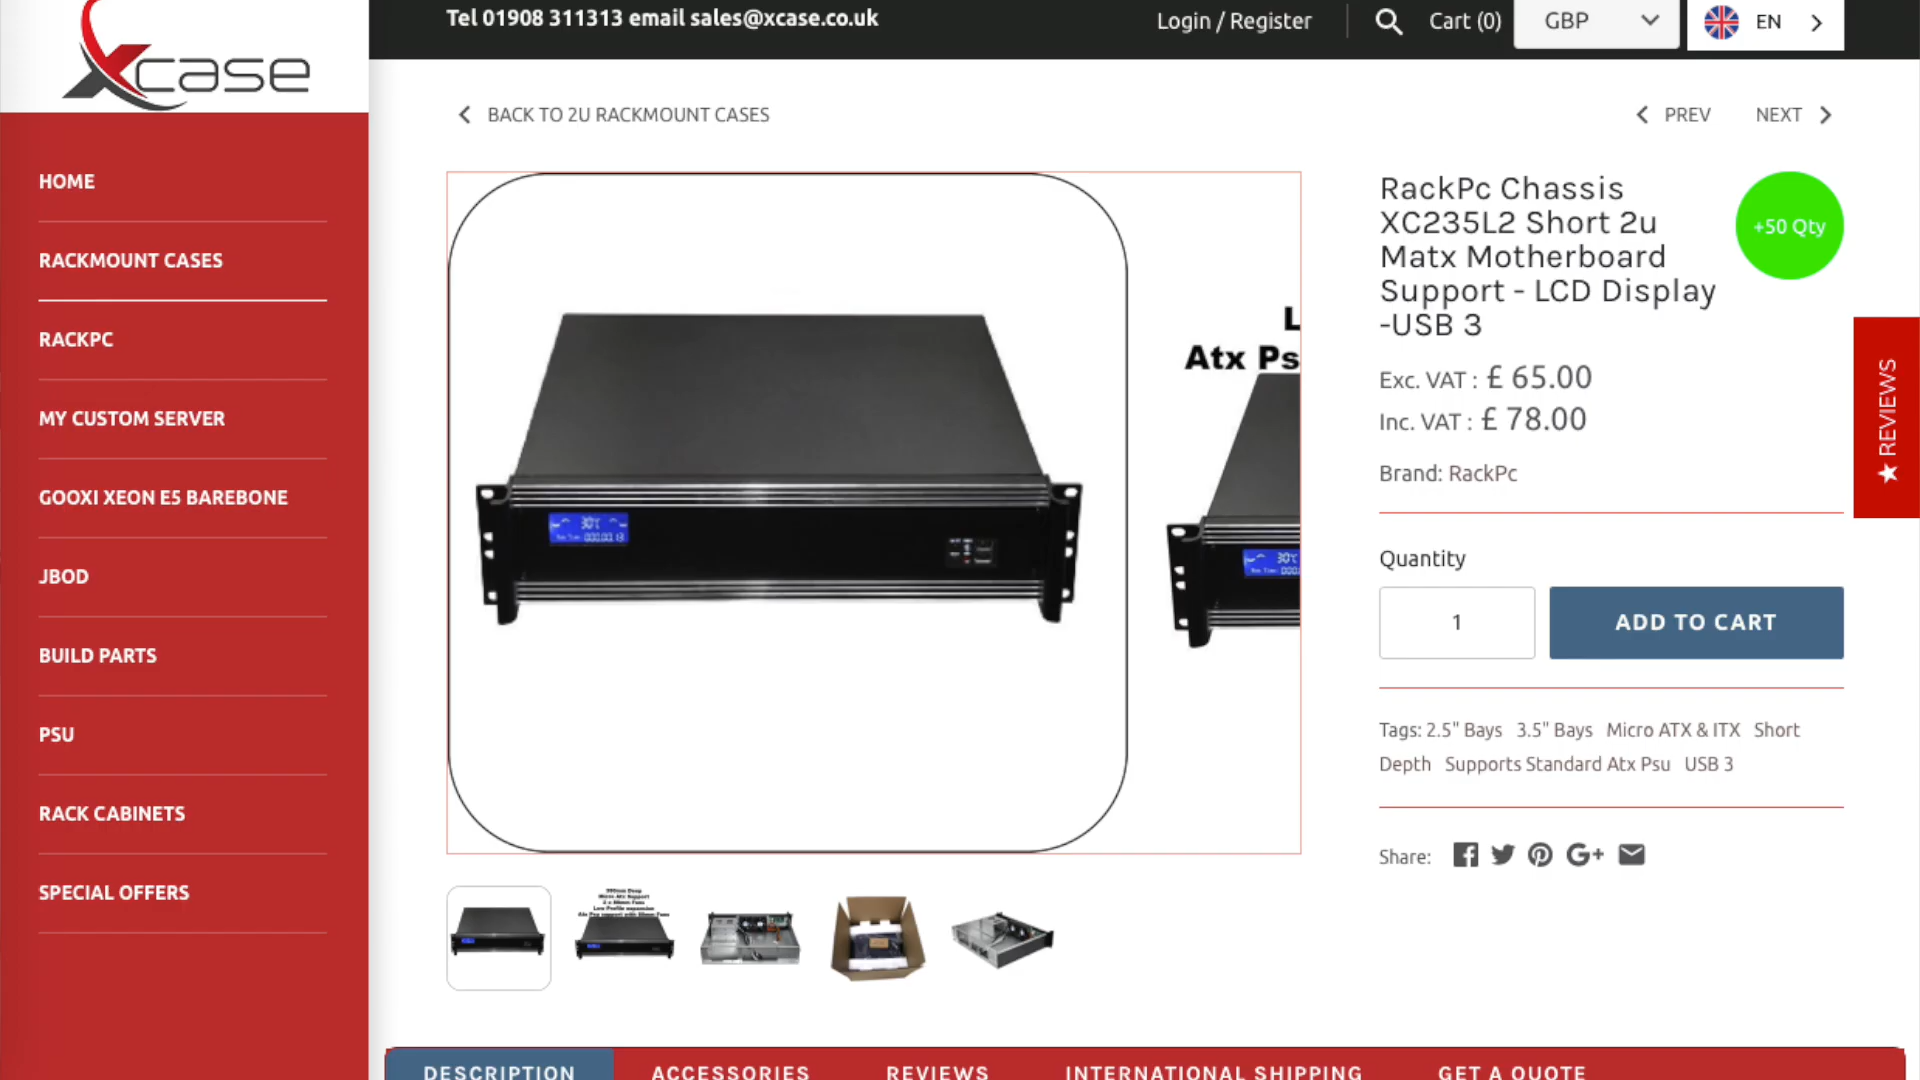 xcase
Tel 01908 311313 email sales@xcase.co.uk
Login / Register
Cart (0)
GBP
EN
HOME
RACKMOUNT CASES
RACKPC
MY CUSTOM SERVER
GOOXI XEON E5 BAREBONE
JBOD
BUILD PARTS
PSU
RACK CABINETS
SPECIAL OFFERS
BACK TO 2U RACKMOUNT CASES
PREV
NEXT
L
Atx Ps
30°C
RackPc Chassis
XC235L2 Short 2u
Matx Motherboard
Support - LCD Display
-USB 3
+50 Qty
Exc. VAT : £ 65.00
Inc. VAT : £ 78.00
Brand: RackPc
★ REVIEWS
Quantity
1
ADD TO CART
Tags: 2.5" Bays 3.5" Bays Micro ATX & ITX Short
Depth Supports Standard Atx Psu USB 3
Share:
Micro Atx Support
DESCRIPTION
ACCESSORIES
REVIEWS
INTERNATIONAL SHIPPING
GET A QUOTE